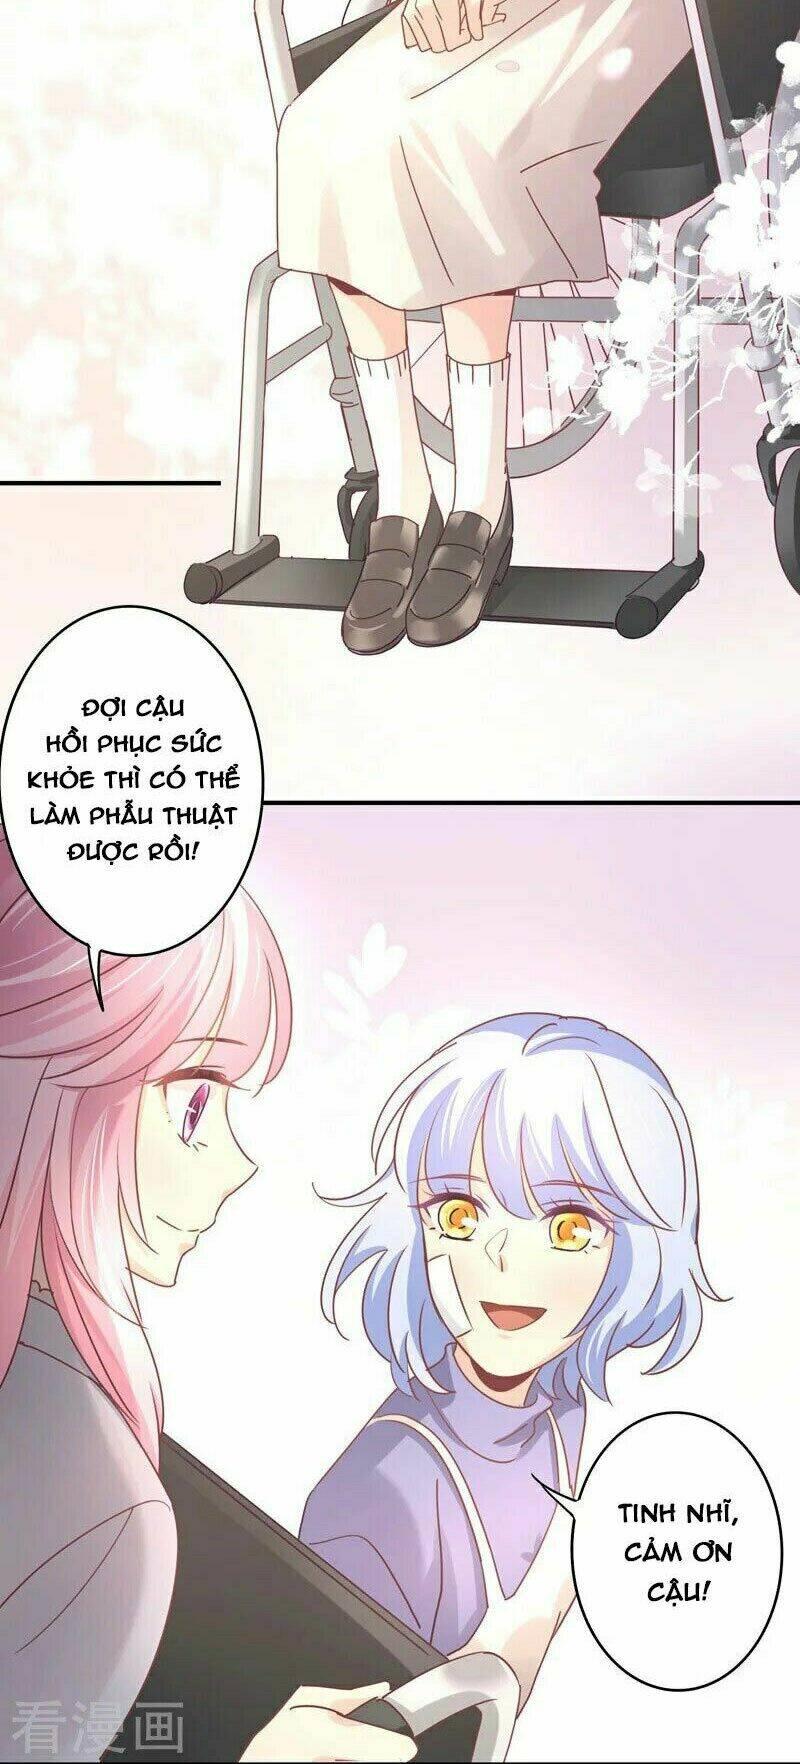 ĐỢI CẬU
HỒI PHỤC SỨC
KHỎE THÌ CÓ THỂ
LÀM PHẪU THUẬT
ĐƯỢC RỒI!
TINH NHĨ,
CẢM ƠN
CẬU!
看漫画